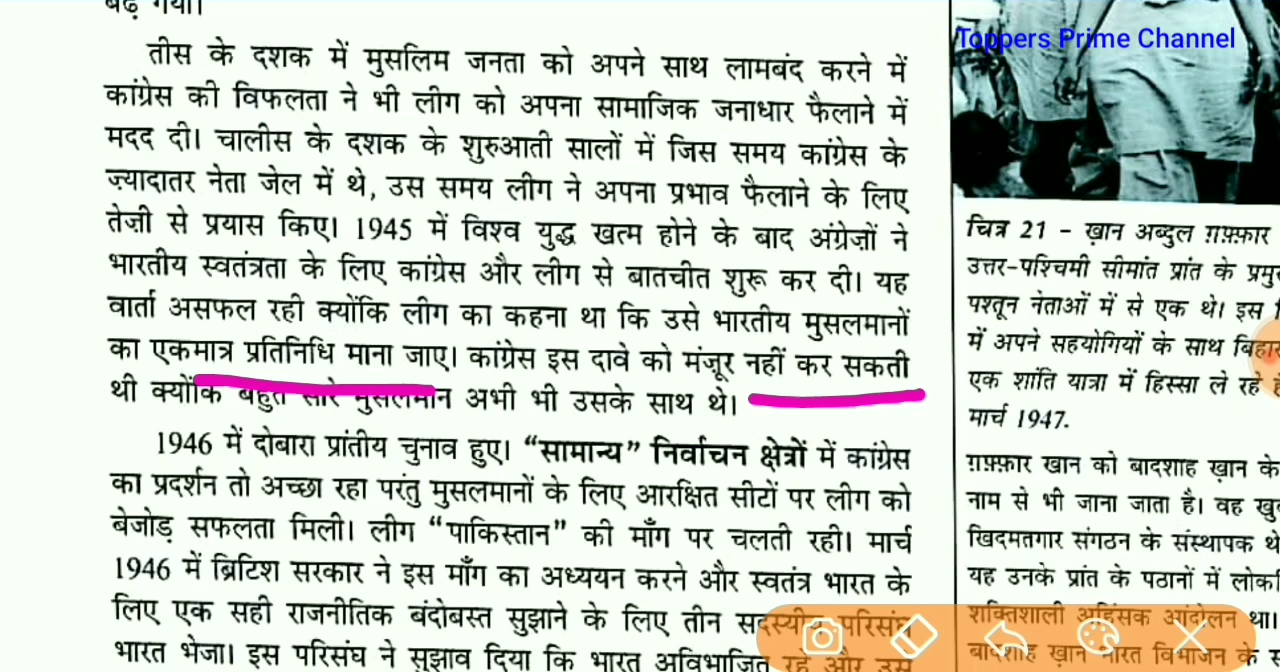 बढ़ गया।
तीस के दशक में मुसलिम जनता को अपने साथ लामबंद करने में
कांग्रेस की विफलता ने भी लीग को अपना सामाजिक जनाधार फैलाने में
मदद दी। चालीस के दशक के शुरुआती सालों में जिस समय कांग्रेस के
ज़्यादातर नेता जेल में थे, उस समय लीग ने अपना प्रभाव फैलाने के लिए
तेज़ी से प्रयास किए। 1945 में विश्व युद्ध खत्म होने के बाद अंग्रेज़ों ने
भारतीय स्वतंत्रता के लिए कांग्रेस और लीग से बातचीत शुरू कर दी। यह
वार्ता असफल रही क्योंकि लीग का कहना था कि उसे भारतीय मुसलमानों
का एकमात्र प्रतिनिधि माना जाए। कांग्रेस इस दावे को मंज़ूर नहीं कर सकती
थी क्योंकि बहुत सारे मुसलमान अभी भी उसके साथ थे।
1946 में दोबारा प्रांतीय चुनाव हुए। “सामान्य” निर्वाचन क्षेत्रों में कांग्रेस
का प्रदर्शन तो अच्छा रहा परंतु मुसलमानों के लिए आरक्षित सीटों पर लीग को
बेजोड़ सफलता मिली। लीग “पाकिस्तान” की माँग पर चलती रही। मार्च
1946 में ब्रिटिश सरकार ने इस माँग का अध्ययन करने और स्वतंत्र भारत के
लिए एक सही राजनीतिक बंदोबस्त सुझाने के लिए तीन सदस्यीय परिसंघ
भारत भेजा। इस परिसंघ ने सुझाव दिया कि भारत अविभाजित रहे और उसे
Toppers Prime Channel
चित्र 21 - ख़ान अब्दुल ग़फ़्फ़ार
उत्तर-पश्चिमी सीमांत प्रांत के
पश्तून नेताओं में से एक थे। इस
में अपने सहयोगियों के साथ
एक शांति यात्रा में हिस्सा ले रहे
मार्च 1947.
ग़फ़्फ़ार खान को बादशाह ख़ान के
नाम से भी जाना जाता है। वह
खिदमतगार संगठन के संस्थापक थे
यह उनके प्रांत के पठानों में
शक्तिशाली अहिंसक आंदोलन था।
बादशाह ख़ान भारत विभाजन के